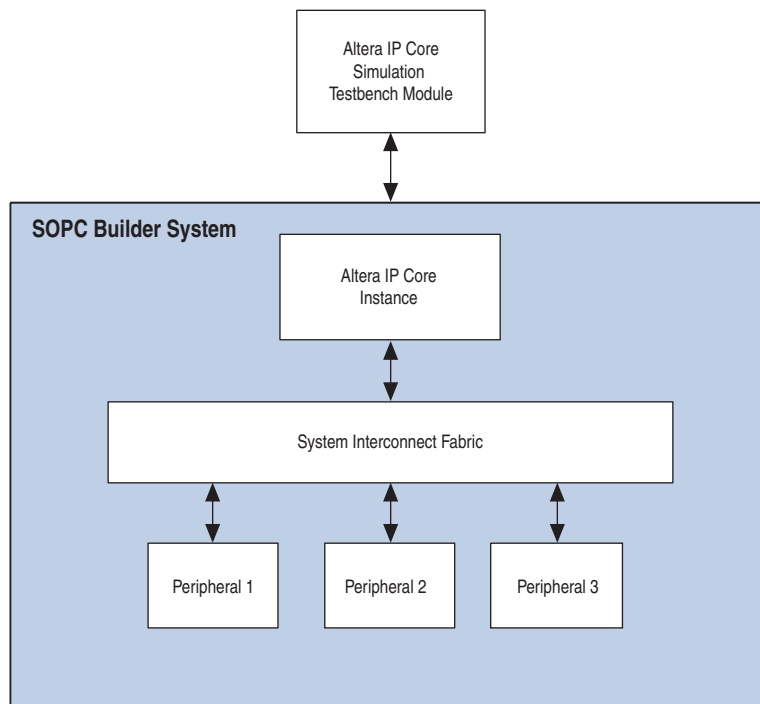 Altera IP Core
Simulation
Testbench Module
SOPC Builder System
Altera IP Core
Instance
System Interconnect Fabric
Peripheral 1
Peripheral 2
Peripheral 3